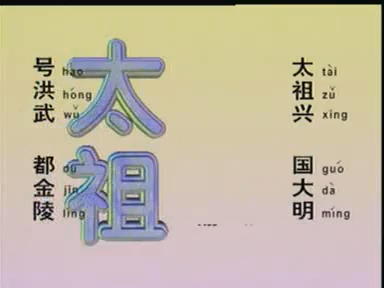 太祖
太 tài
祖 zǔ
兴 xīng
国 guó
大 dà
明 míng
号 hào
洪 hóng
武 wǔ
都 dū
金 jīn
陵 líng